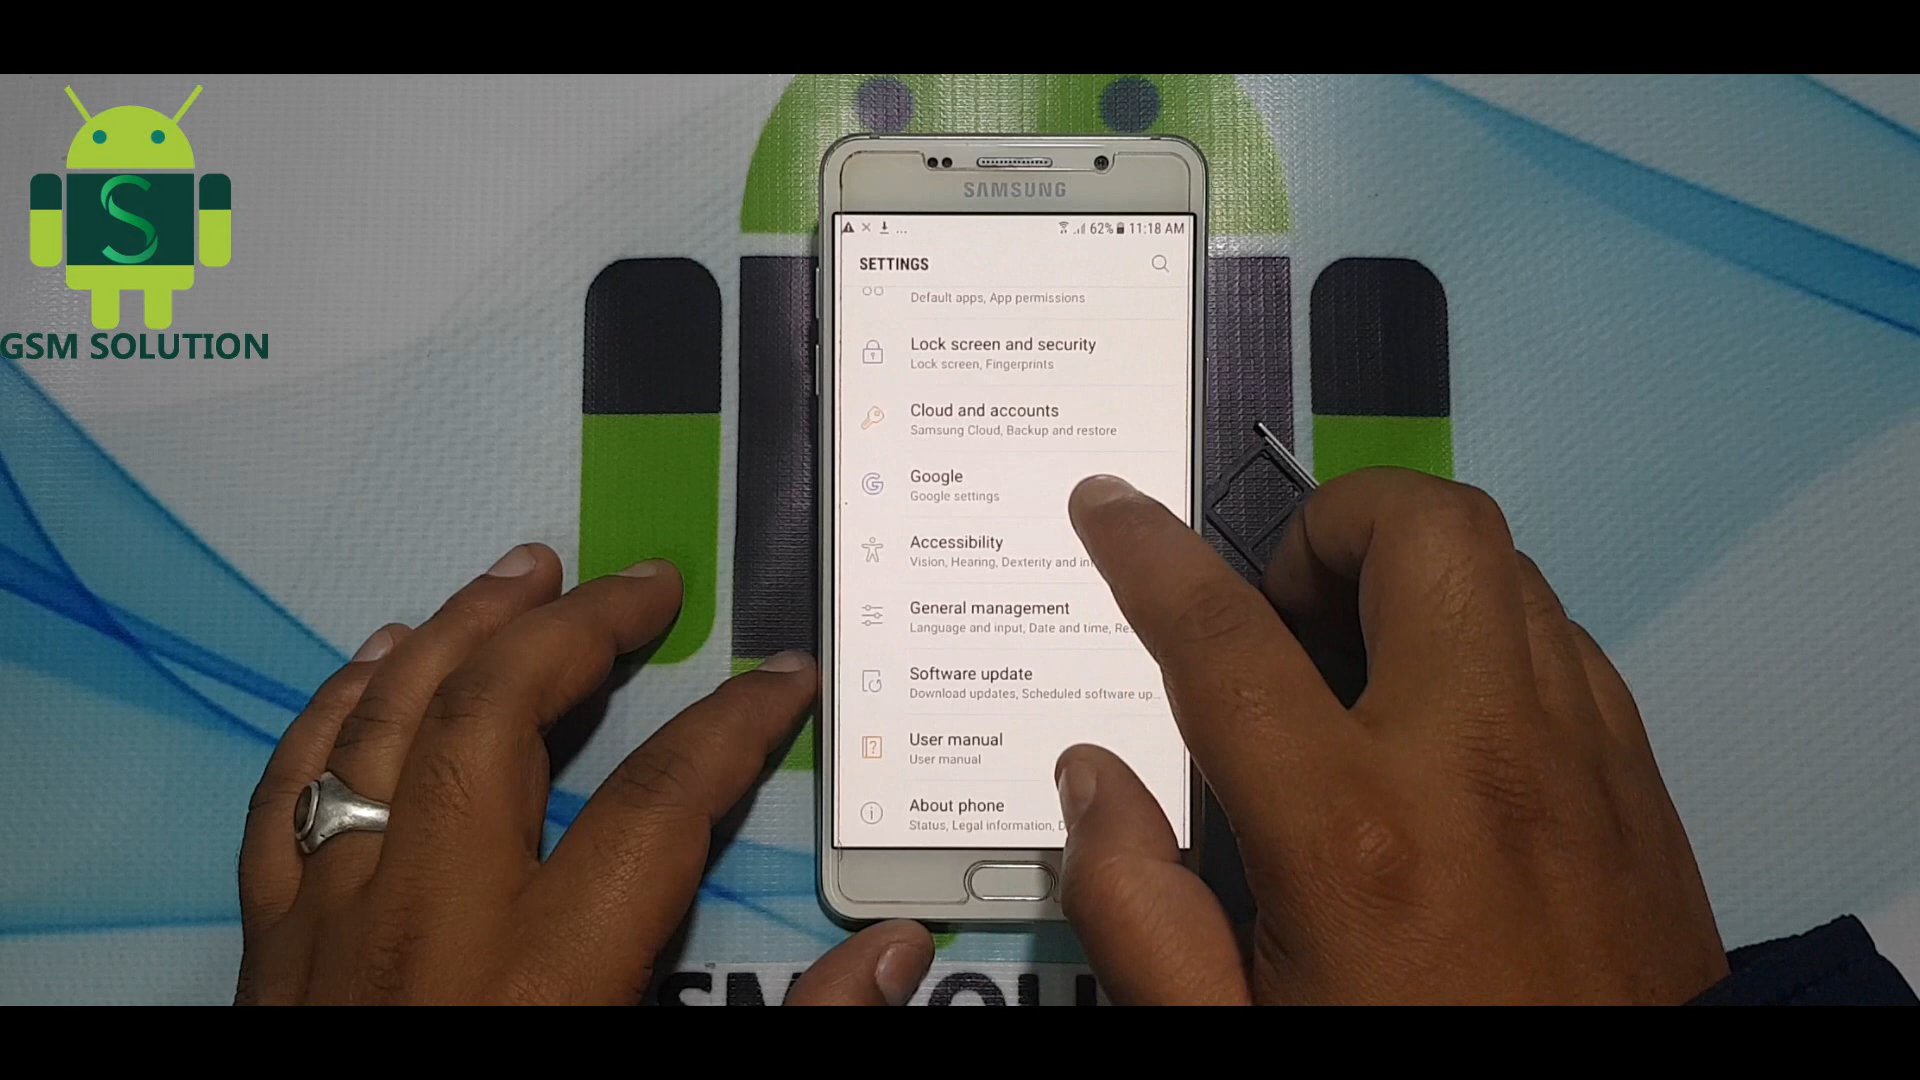 S
GSM SOLUTION
SAMSUNG
... 62% 11:18 AM
SETTINGS
Default apps, App permissions
Lock screen and security
Lock screen, Fingerprints
Cloud and accounts
Samsung Cloud, Backup and restore
Google
Google settings
Accessibility
Vision, Hearing, Dexterity and
General management
Language and input, Date and time,
Software update
Download updates, Scheduled software up...
User manual
User manual
About phone
Status, Legal information,